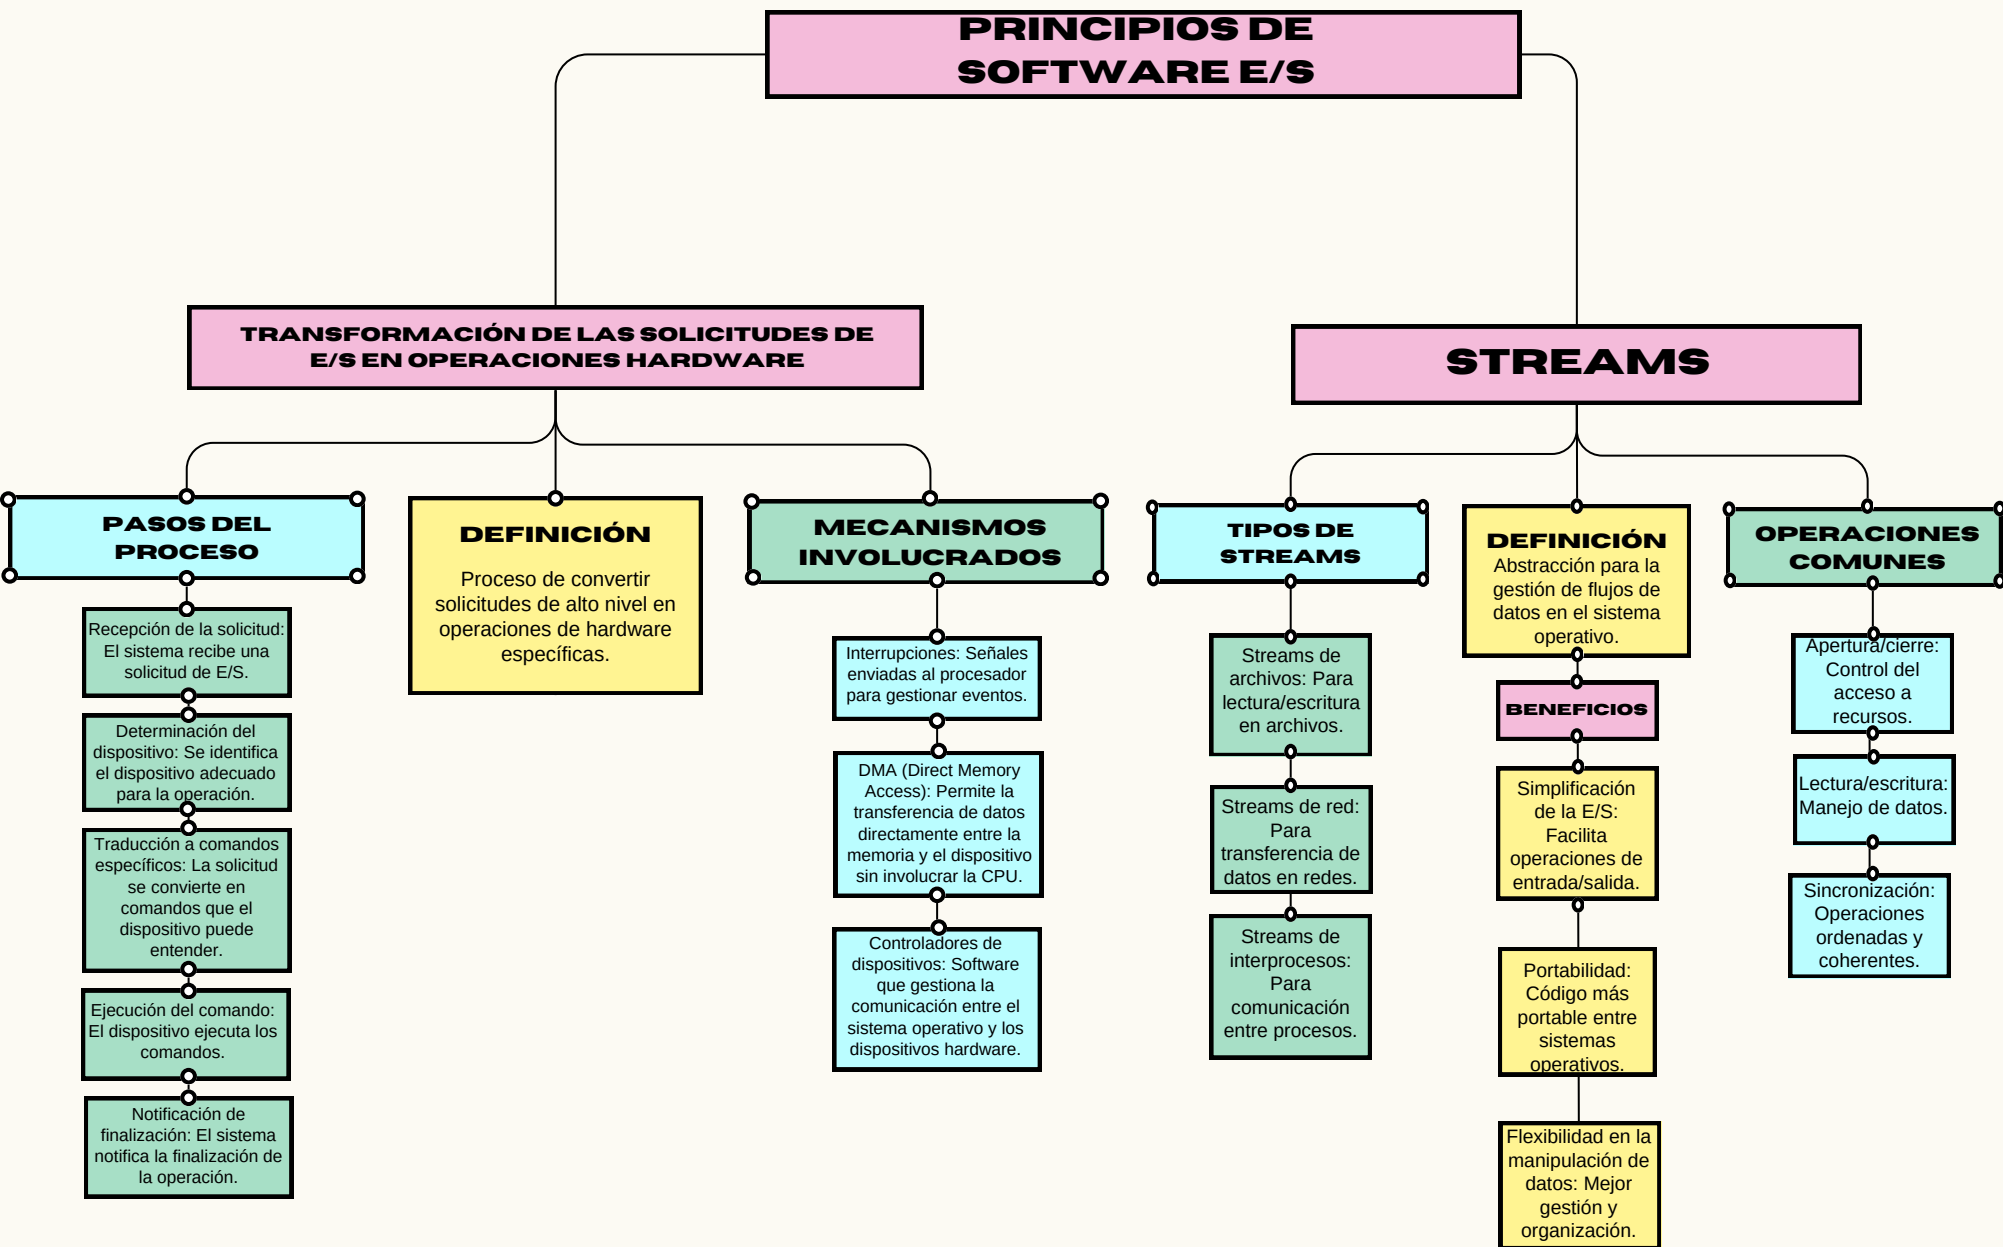 PRINCIPIOS DE
SOFTWARE E/S
TRANSFORMACIÓN DE LAS SOLICITUDES DE
E/S EN OPERACIONES HARDWARE
PASOS DEL
PROCESO
Recepción de la solicitud:
El sistema recibe una
solicitud de E/S.
Determinación del
dispositivo: Se identifica
el dispositivo adecuado
para la operación.
Traducción a comandos
específicos: La solicitud
se convierte en
comandos que el
dispositivo puede
entender.
Ejecución del comando:
El dispositivo ejecuta los
comandos.
Notificación de
finalización: El sistema
notifica la finalización de
la operación.
DEFINICIÓN
Proceso de convertir
solicitudes de alto nivel en
operaciones de hardware
específicas.
MECANISMOS
INVOLUCRADOS
Interrupciones: Señales
enviadas al procesador
para gestionar eventos.
DMA (Direct Memory
Access): Permite la
transferencia de datos
directamente entre la
memoria y el dispositivo
sin involucrar la CPU.
Controladores de
dispositivos: Software
que gestiona la
comunicación entre el
sistema operativo y los
dispositivos hardware.
STREAMS
TIPOS DE
STREAMS
Streams de
archivos: Para
lectura/escritura
en archivos.
Streams de red:
Para
transferencia de
datos en redes.
Streams de
interprocesos:
Para
comunicación
entre procesos.
DEFINICIÓN
Abstracción para la
gestión de flujos de
datos en el sistema
operativo.
BENEFICIOS
Simplificación
de la E/S:
Facilita
operaciones de
entrada/salida.
Portabilidad:
Código más
portable entre
sistemas
operativos.
Flexibilidad en la
manipulación de
datos: Mejor
gestión y
organización.
OPERACIONES
COMUNES
Apertura/cierre:
Control del
acceso a
recursos.
Lectura/escritura:
Manejo de datos.
Sincronización:
Operaciones
ordenadas y
coherentes.